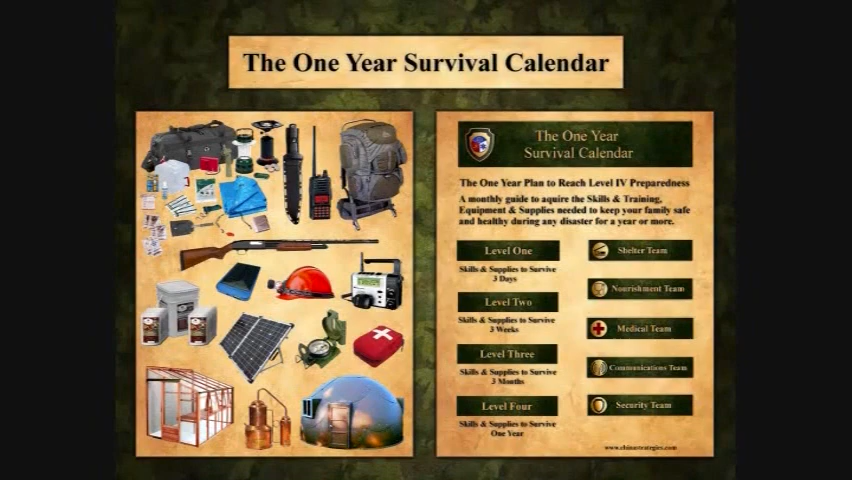 The One Year Survival Calendar
The One Year
Survival Calendar
The One Year Plan to Reach Level IV Preparedness
A monthly guide to aquire the Skills & Training,
Equipment & Supplies needed to keep your family safe
and healthy during any disaster for a year or more.
Level One
Skills & Supplies to Survive
3 Days
Level Two
Skills & Supplies to Survive
3 Weeks
Level Three
Skills & Supplies to Survive
3 Months
Level Four
Skills & Supplies to Survive
One Year
Shelter Team
Nourishment Team
Medical Team
Communications Team
Security Team